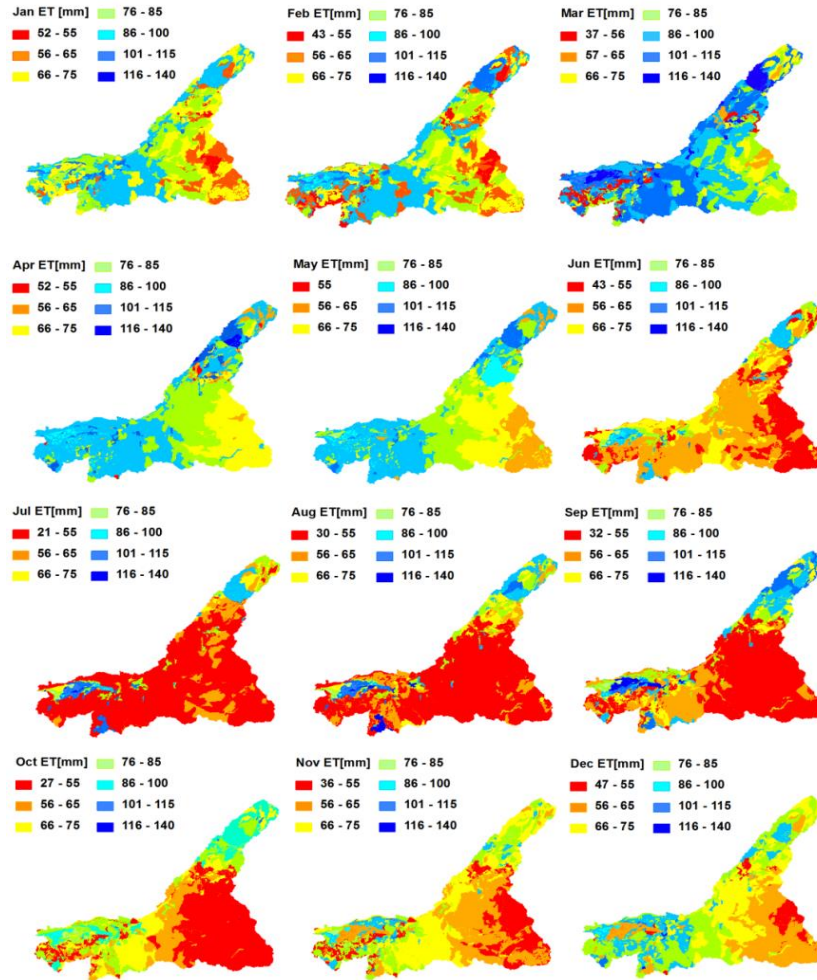 Jan ET [mm] 76 - 85
52 - 55 86 - 100
56 - 65 101 - 115
66 - 75 116 - 140
Feb ET [mm] 76 - 85
43 - 55 86 - 100
56 - 65 101 - 115
66 - 75 116 - 140
Mar ET [mm] 76 - 85
37 - 56 86 - 100
57 - 65 101 - 115
66 - 75 116 - 140
Apr ET[mm] 76 - 85
52 - 55 86 - 100
56 - 65 101 - 115
66 - 75 116 - 140
May ET[mm] 76 - 85
55 86 - 100
56 - 65 101 - 115
66 - 75 116 - 140
Jun ET[mm] 76 - 85
43 - 55 86 - 100
56 - 65 101 - 115
66 - 75 116 - 140
Jul ET[mm] 76 - 85
21 - 55 86 - 100
56 - 65 101 - 115
66 - 75 116 - 140
Aug ET[mm] 76 - 85
30 - 55 86 - 100
56 - 65 101 - 115
66 - 75 116 - 140
Sep ET[mm] 76 - 85
32 - 55 86 - 100
56 - 65 101 - 115
66 - 75 116 - 140
Oct ET[mm] 76 - 85
27 - 55 86 - 100
56 - 65 101 - 115
66 - 75 116 - 140
Nov ET[mm] 76 - 85
36 - 55 86 - 100
56 - 65 101 - 115
66 - 75 116 - 140
Dec ET[mm] 76 - 85
47 - 55 86 - 100
56 - 65 101 - 115
66 - 75 116 - 140